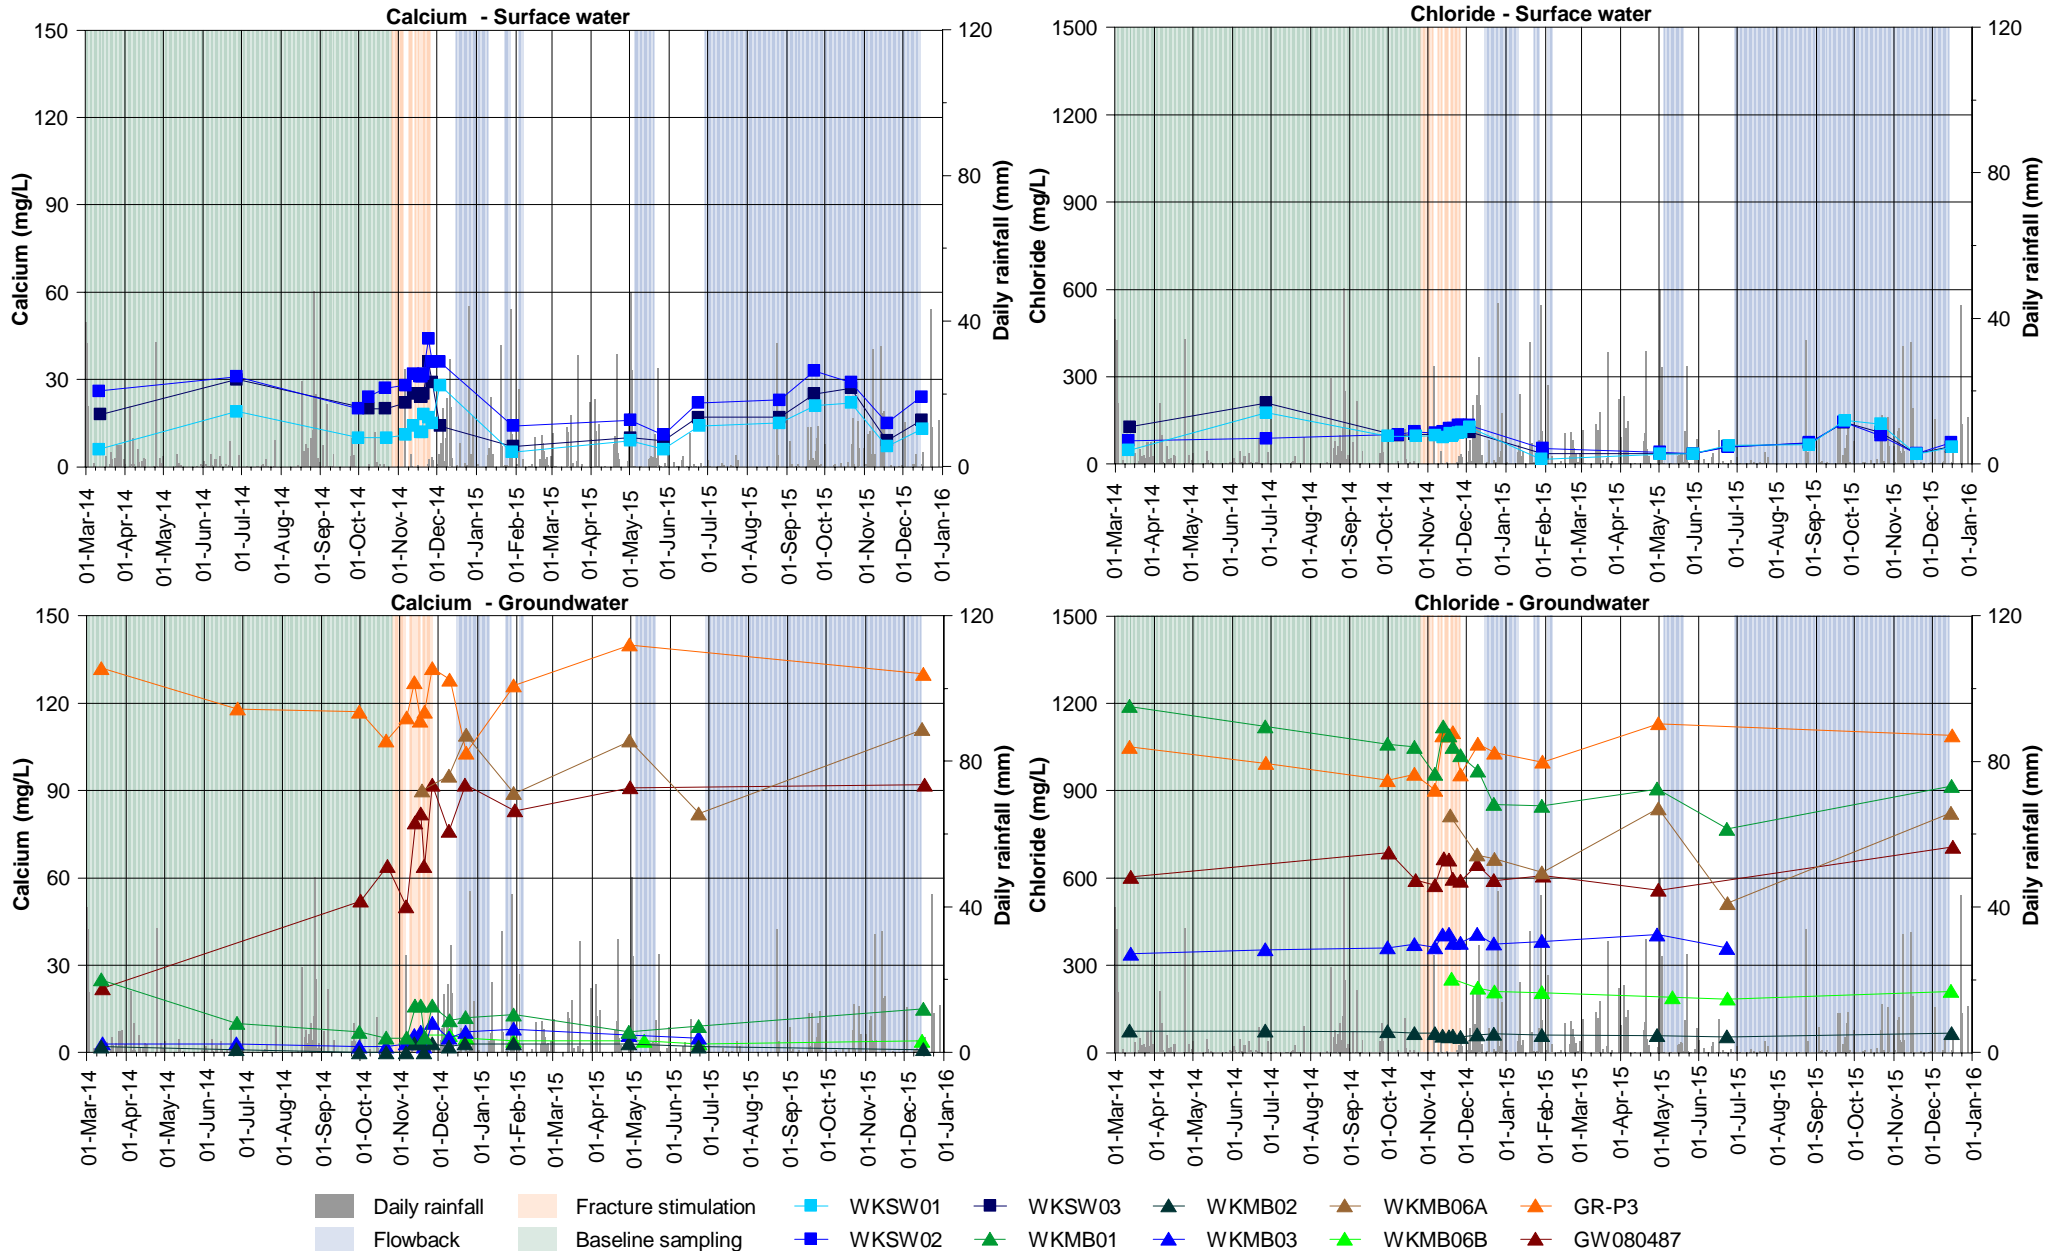 Calcium - Surface water
150
120
90
60
30
0
Calcium (mg/L)
120
80
40
0
Daily rainfall (mm)
01-Mar-14
01-Apr-14
01-May-14
01-Jun-14
01-Jul-14
01-Aug-14
01-Sep-14
01-Oct-14
01-Nov-14
01-Dec-14
01-Jan-15
01-Feb-15
01-Mar-15
01-Apr-15
01-May-15
01-Jun-15
01-Jul-15
01-Aug-15
01-Sep-15
01-Oct-15
01-Nov-15
01-Dec-15
01-Jan-16
Chloride - Surface water
1500
1200
900
600
300
0
Chloride (mg/L)
120
80
40
0
Daily rainfall (mm)
01-Mar-14
01-Apr-14
01-May-14
01-Jun-14
01-Jul-14
01-Aug-14
01-Sep-14
01-Oct-14
01-Nov-14
01-Dec-14
01-Jan-15
01-Feb-15
01-Mar-15
01-Apr-15
01-May-15
01-Jun-15
01-Jul-15
01-Aug-15
01-Sep-15
01-Oct-15
01-Nov-15
01-Dec-15
01-Jan-16
Calcium - Groundwater
150
120
90
60
30
0
Calcium (mg/L)
120
80
40
0
Daily rainfall (mm)
01-Mar-14
01-Apr-14
01-May-14
01-Jun-14
01-Jul-14
01-Aug-14
01-Sep-14
01-Oct-14
01-Nov-14
01-Dec-14
01-Jan-15
01-Feb-15
01-Mar-15
01-Apr-15
01-May-15
01-Jun-15
01-Jul-15
01-Aug-15
01-Sep-15
01-Oct-15
01-Nov-15
01-Dec-15
01-Jan-16
Chloride - Groundwater
1500
1200
900
600
300
0
Chloride (mg/L)
120
80
40
0
Daily rainfall (mm)
01-Mar-14
01-Apr-14
01-May-14
01-Jun-14
01-Jul-14
01-Aug-14
01-Sep-14
01-Oct-14
01-Nov-14
01-Dec-14
01-Jan-15
01-Feb-15
01-Mar-15
01-Apr-15
01-May-15
01-Jun-15
01-Jul-15
01-Aug-15
01-Sep-15
01-Oct-15
01-Nov-15
01-Dec-15
01-Jan-16
Daily rainfall Fracture stimulation WKSW01 WKSW03 WKMB02 WKMB06A GR-P3
Flowback Baseline sampling WKSW02 WKMB01 WKMB03 WKMB06B GW080487